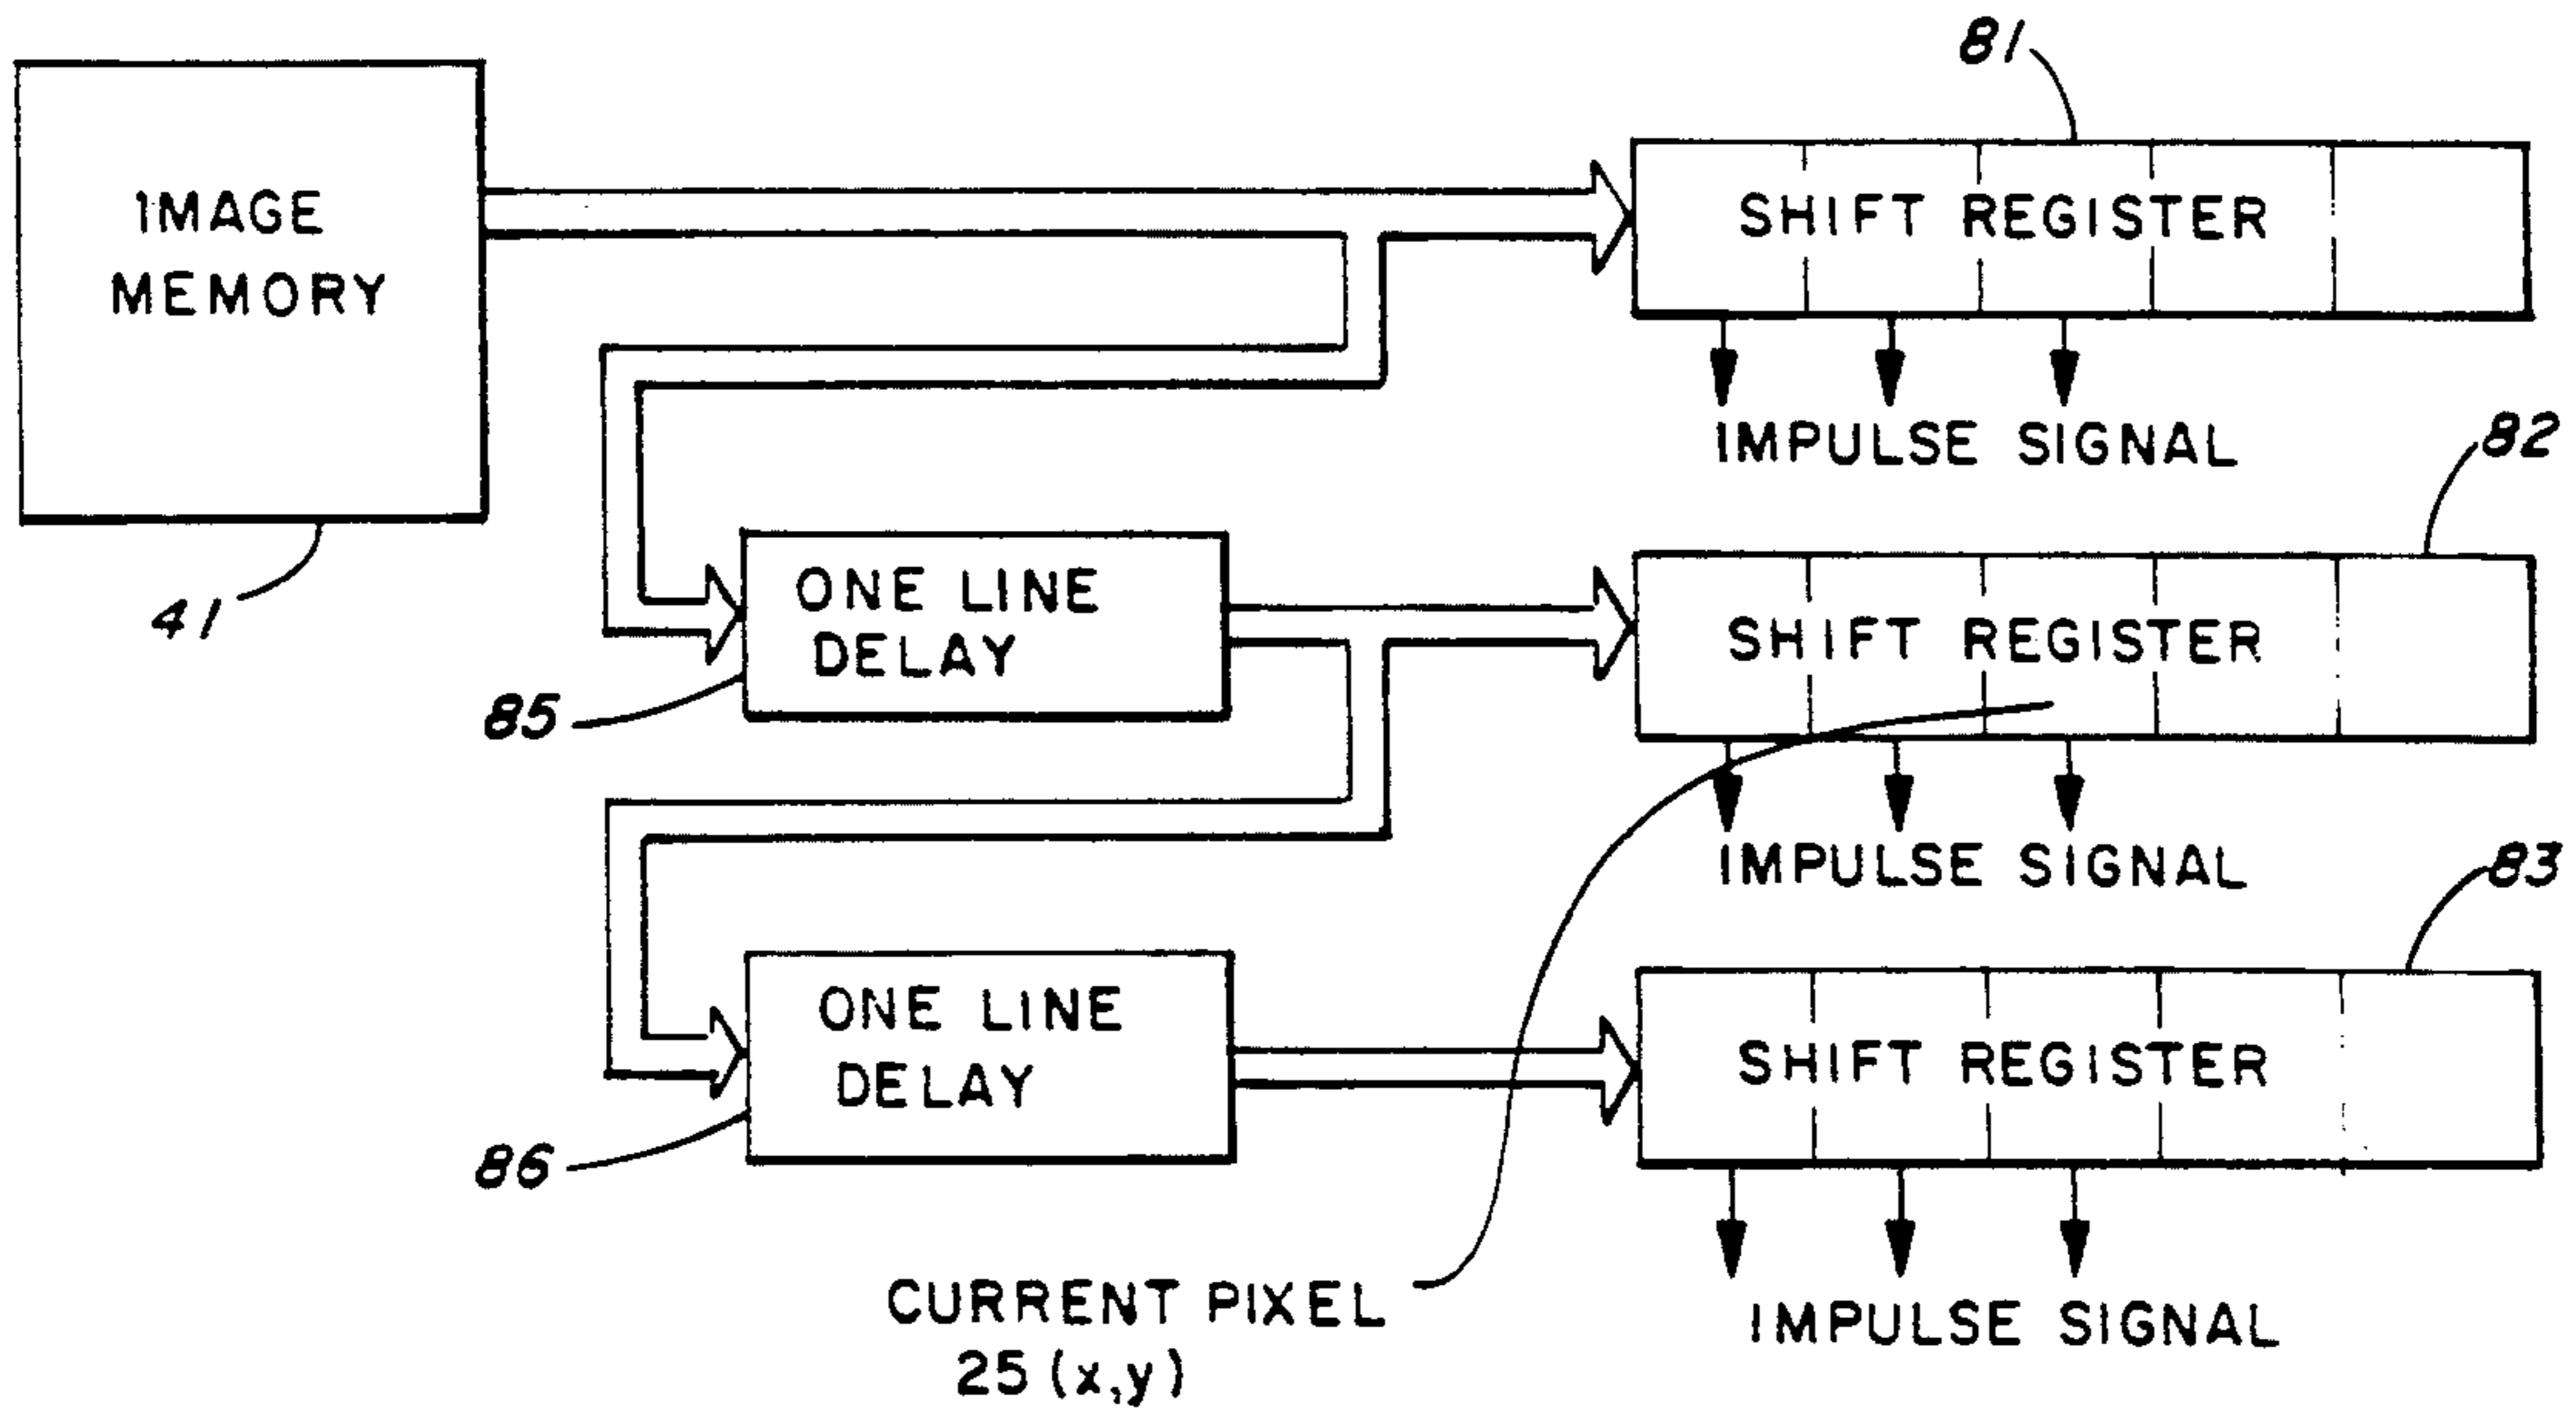 81
IMAGE
MEMORY
SHIFT REGISTER
IMPULSE SIGNAL
82
41
ONE LINE
DELAY
SHIFT REGISTER
85
IMPULSE SIGNAL
83
ONE LINE
DELAY
SHIFT REGISTER
86
CURRENT PIXEL
25 (x,y)
IMPULSE SIGNAL